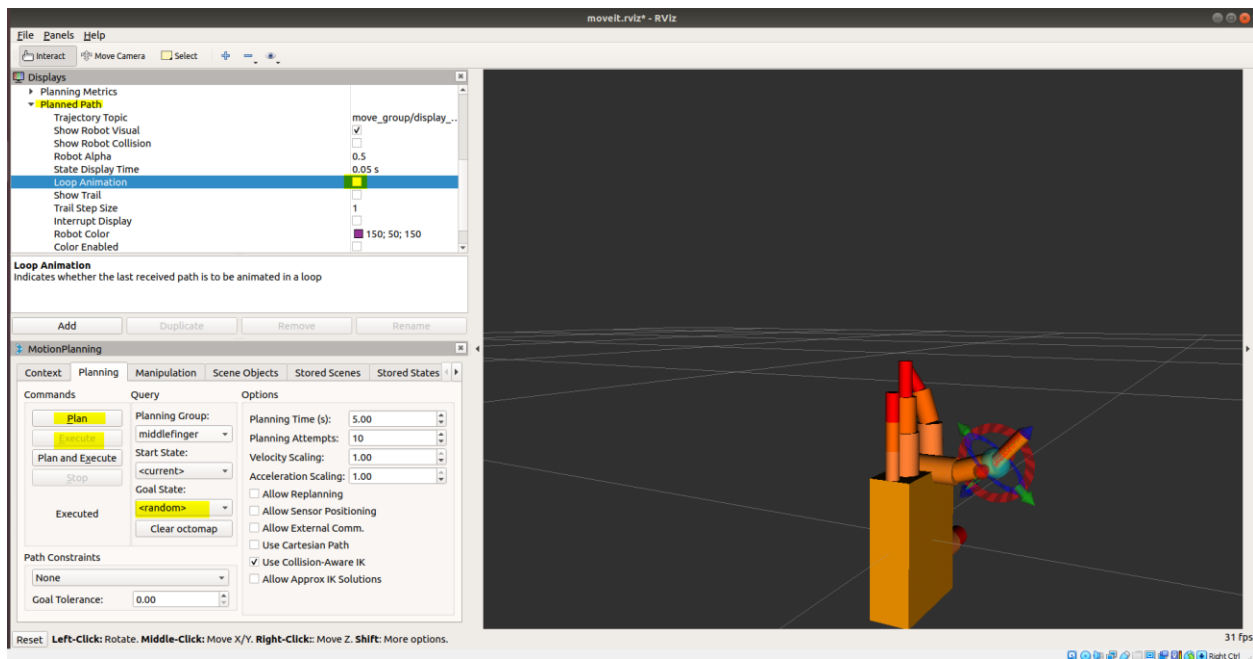 moveit.rviz* - RViz
File Panels Help
Interact Move Camera Select
Displays
Planning Metrics
Planned Path
Trajectory Topic move_group/display_...
Show Robot Visual
Show Robot Collision
Robot Alpha 0.5
State Display Time 0.05 s
Loop Animation
Show Trail
Trail Step Size 1
Interrupt Display
Robot Color 150; 50; 150
Color Enabled
Loop Animation
Indicates whether the last received path is to be animated in a loop
Add Duplicate Remove Rename
MotionPlanning
Context Planning Manipulation Scene Objects Stored Scenes Stored States
Commands Query Options
Plan Planning Group: Planning Time (s): 5.00
Execute middlefinger Planning Attempts: 10
Plan and Execute Start State: Velocity Scaling: 1.00
Stop <current> Acceleration Scaling: 1.00
Goal State: Allow Replanning
Executed <random> Allow Sensor Positioning
Clear octomap Allow External Comm.
Use Cartesian Path
Path Constraints Use Collision-Aware IK
None Allow Approx IK Solutions
Goal Tolerance: 0.00
Reset Left-Click: Rotate. Middle-Click: Move X/Y. Right-Click:: Move Z. Shift: More options. 31 fps
Right Ctrl